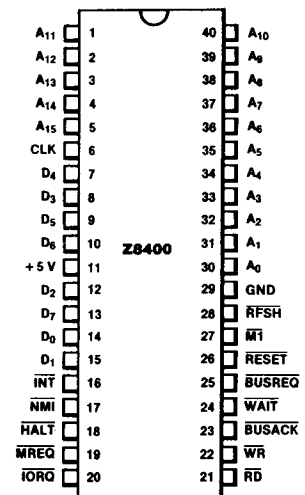 A11 1 40 A10
A12 2 39 A9
A13 3 38 A8
A14 4 37 A7
A15 5 36 A6
CLK 6 35 A5
D4 7 34 A4
D3 8 33 A3
D5 9 32 A2
D6 10 31 A1
Z8400
+5 V 11 30 A0
D2 12 29 GND
D7 13 28 RFSH
D0 14 27 M1
D1 15 26 RESET
INT 16 25 BUSREQ
NMI 17 24 WAIT
HALT 18 23 BUSACK
MREQ 19 22 WR
IORQ 20 21 RD